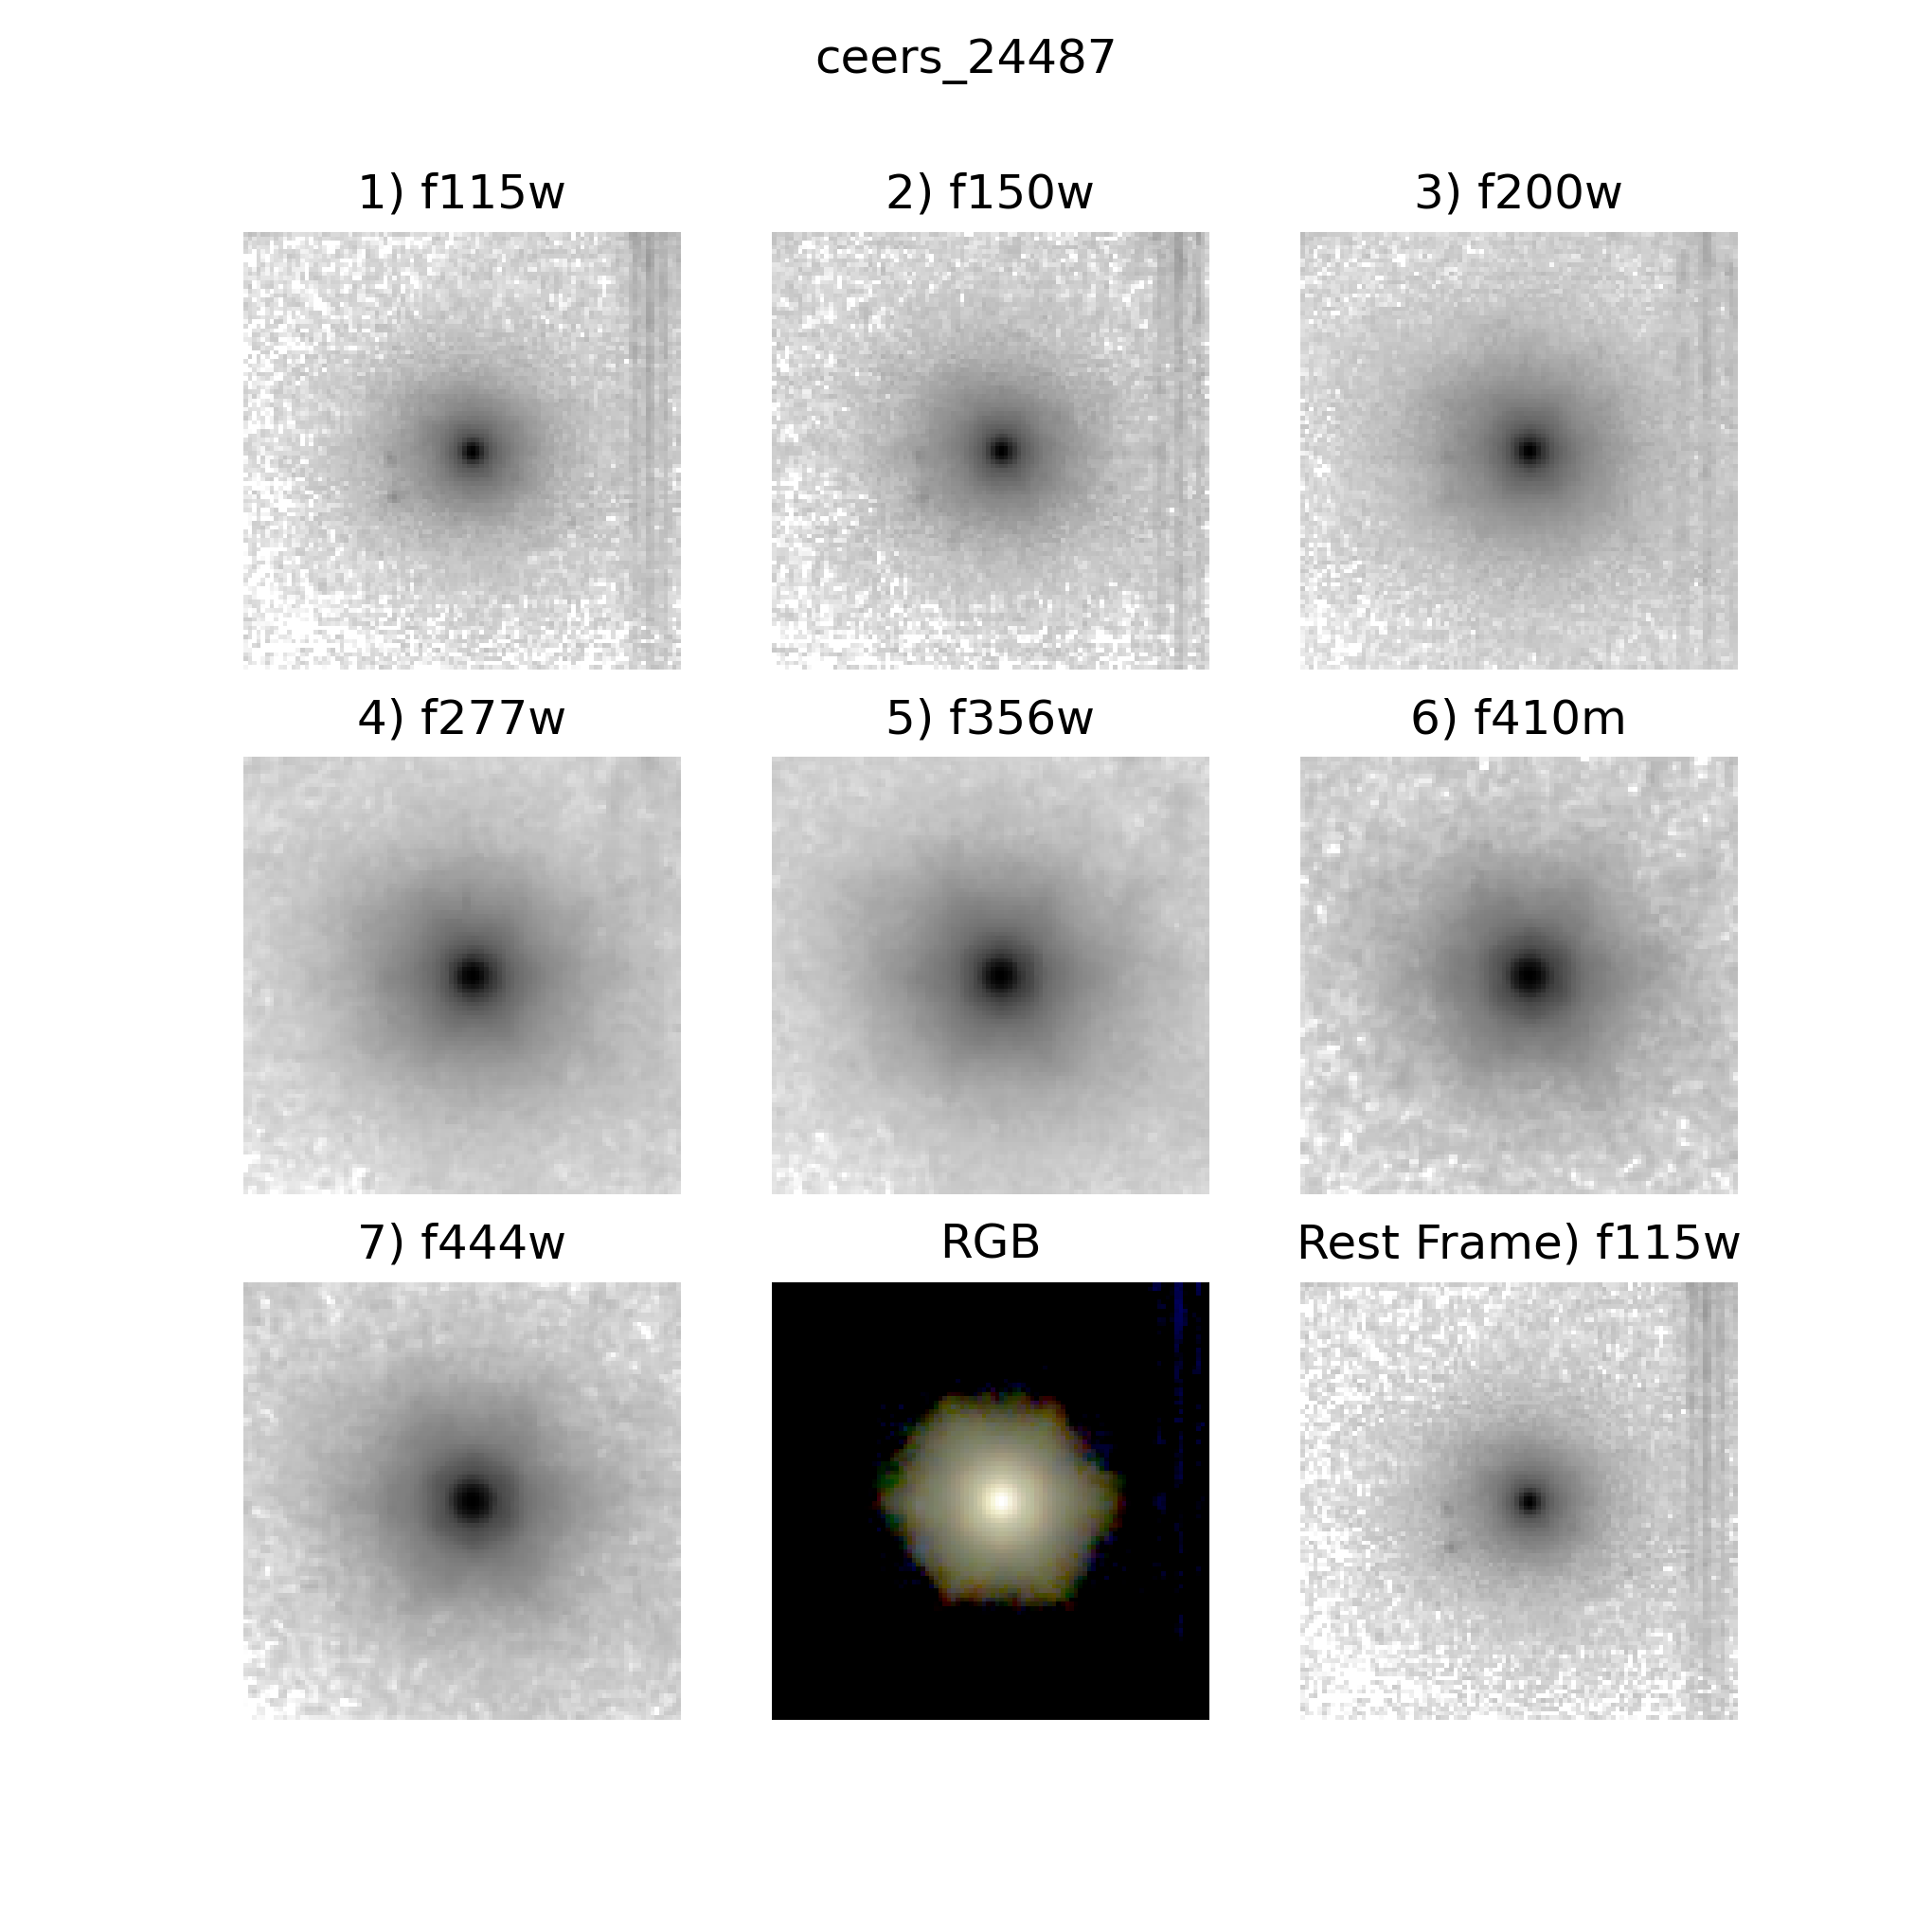 ceers_24487
1) f115w
2) f150w
3) f200w
4) f277w
5) f356w
6) f410m
7) f444w
RGB
Rest Frame) f115w